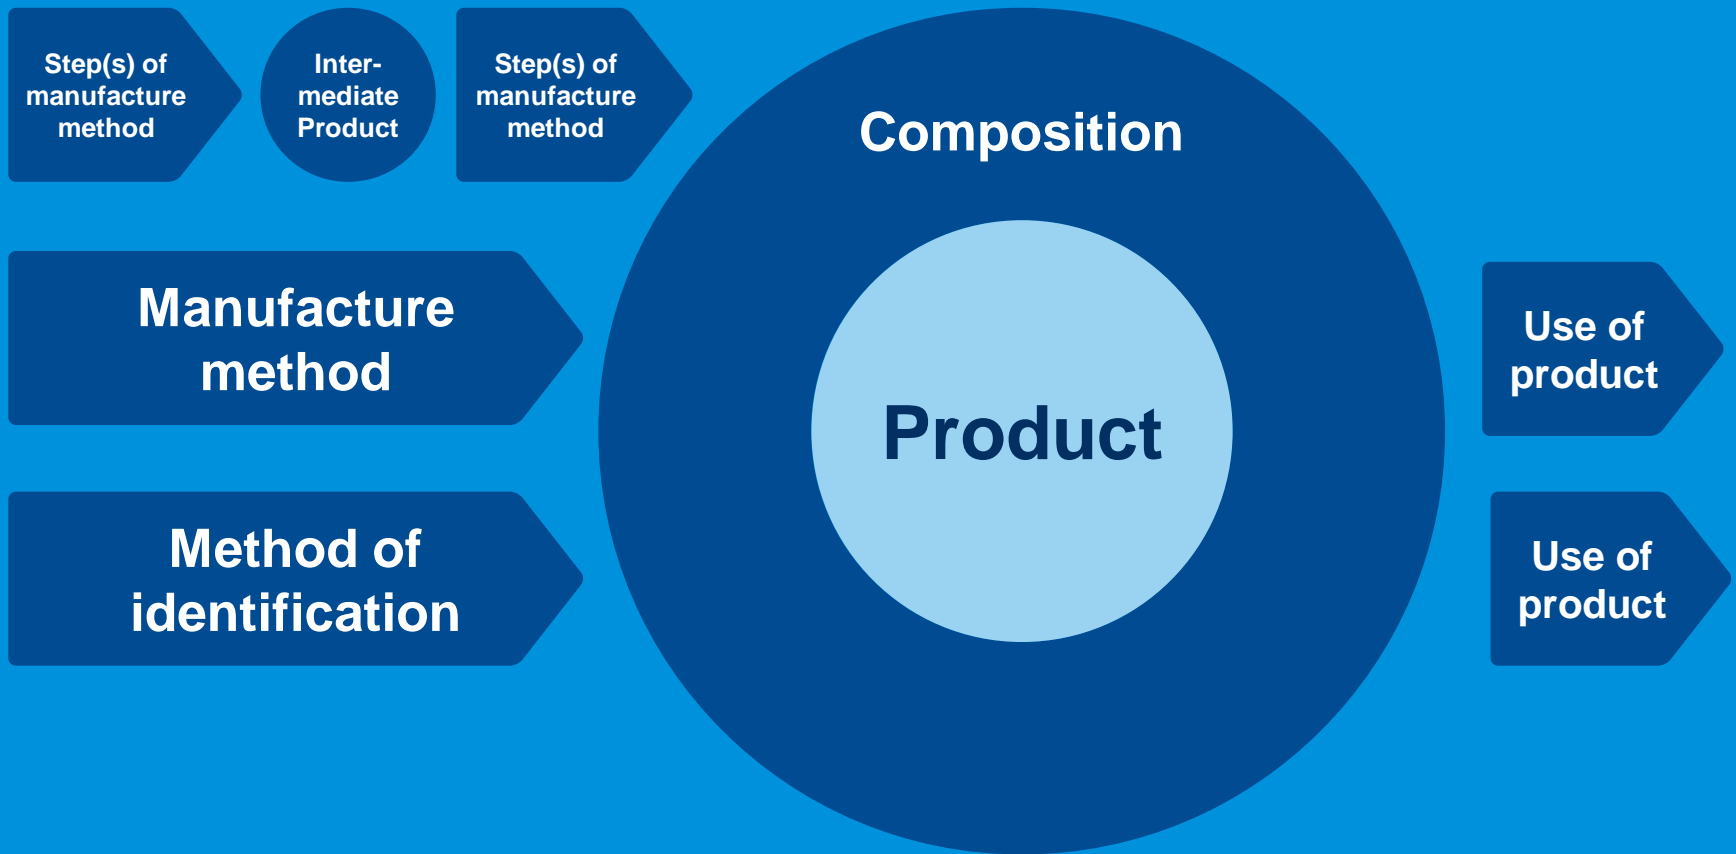 Step(s) of
manufacture
method
Inter-
mediate
Product
Step(s) of
manufacture
method
Composition
Manufacture
method
Product
Use of
product
Method of
identification
Use of
product